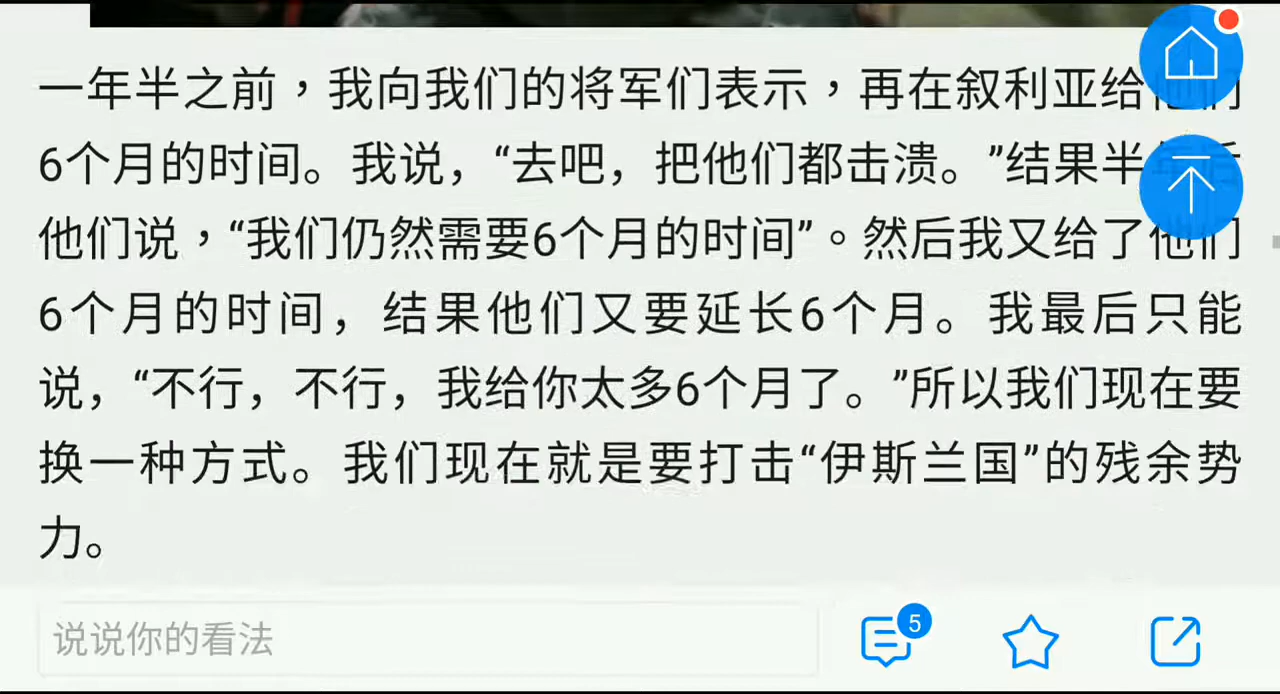 一年半之前，我向我们的将军们表示，再在叙利亚给他们
6个月的时间。我说，“去吧，把他们都击溃。”结果半年后
他们说，“我们仍然需要6个月的时间”。然后我又给了他们
6个月的时间，结果他们又要延长6个月。我最后只能
说，“不行，不行，我给你太多6个月了。”所以我们现在要
换一种方式。我们现在就是要打击“伊斯兰国”的残余势
力。
说说你的看法
5